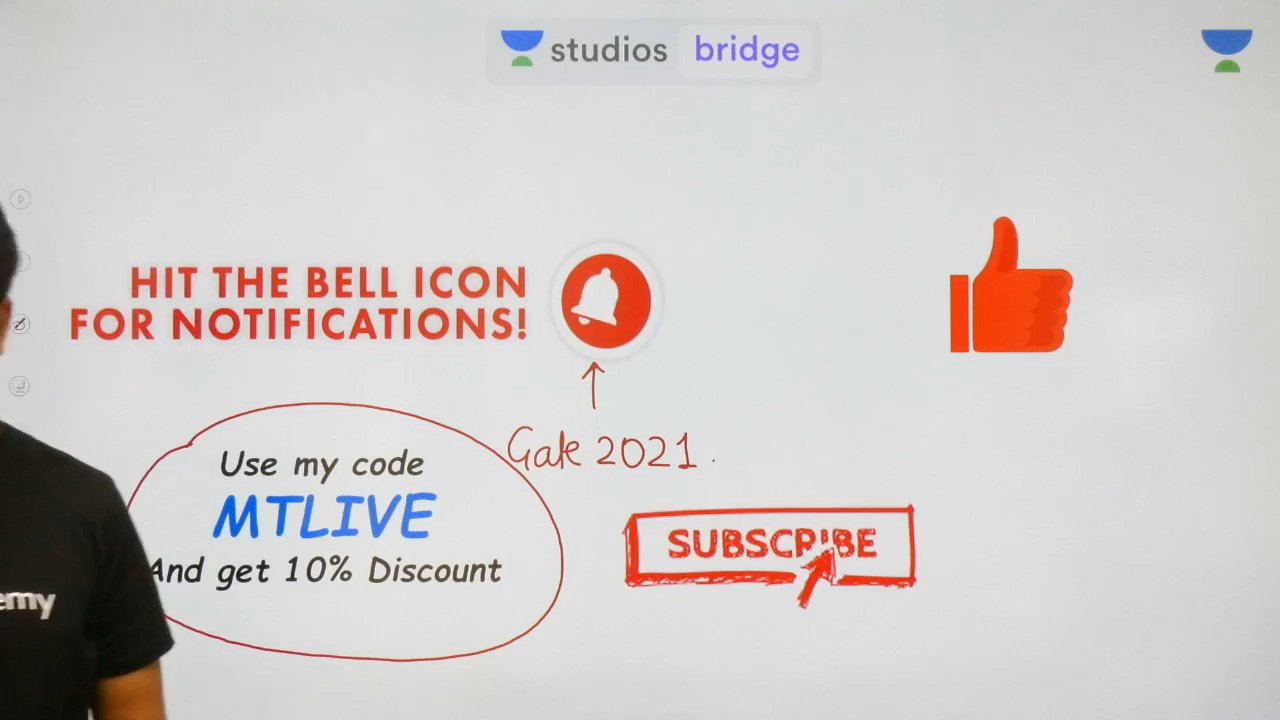 studios bridge
HIT THE BELL ICON
FOR NOTIFICATIONS!
Gate 2021.
Use my code
MTLIVE
And get 10% Discount
SUBSCRIBE
emy